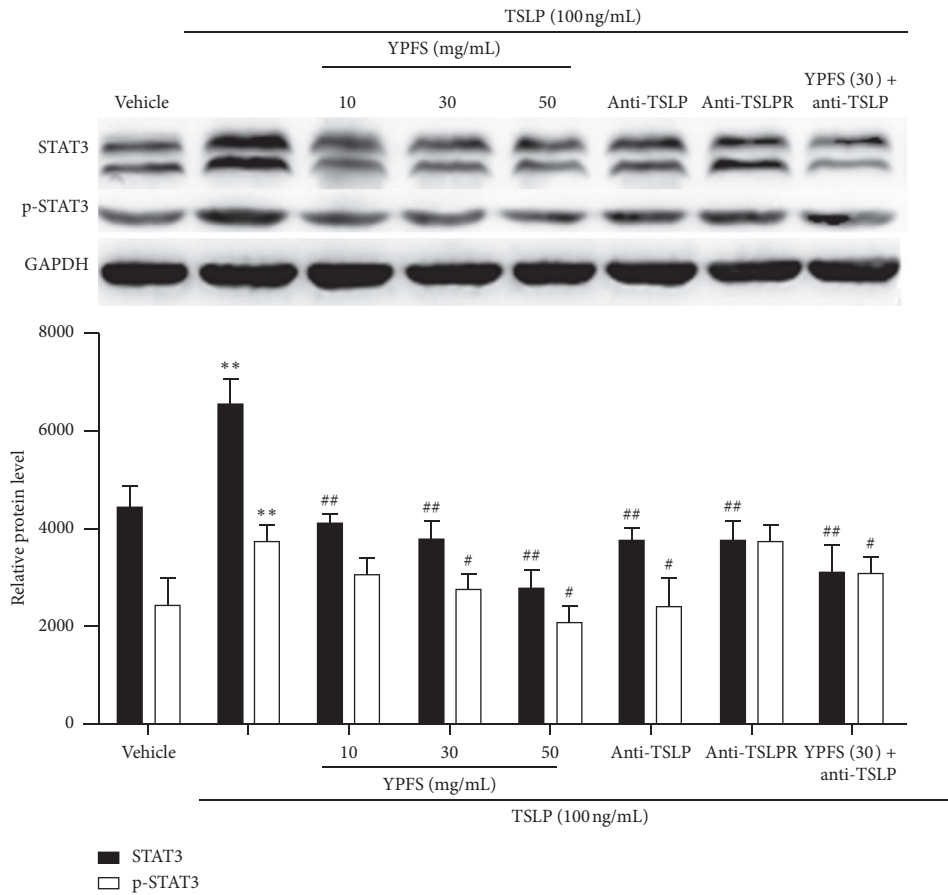 TSLP (100 ng/mL)
YPFS (mg/mL)
Vehicle 10 30 50 Anti-TSLP Anti-TSLPR YPFS (30) +
anti-TSLP
STAT3
p-STAT3
GAPDH
8000
6000
4000
2000
0
Relative protein level
** **
## ## # ## # ## # ## ## #
Vehicle 10 30 50 Anti-TSLP Anti-TSLPR YPFS (30) +
anti-TSLP
YPFS (mg/mL)
TSLP (100 ng/mL)
STAT3
p-STAT3